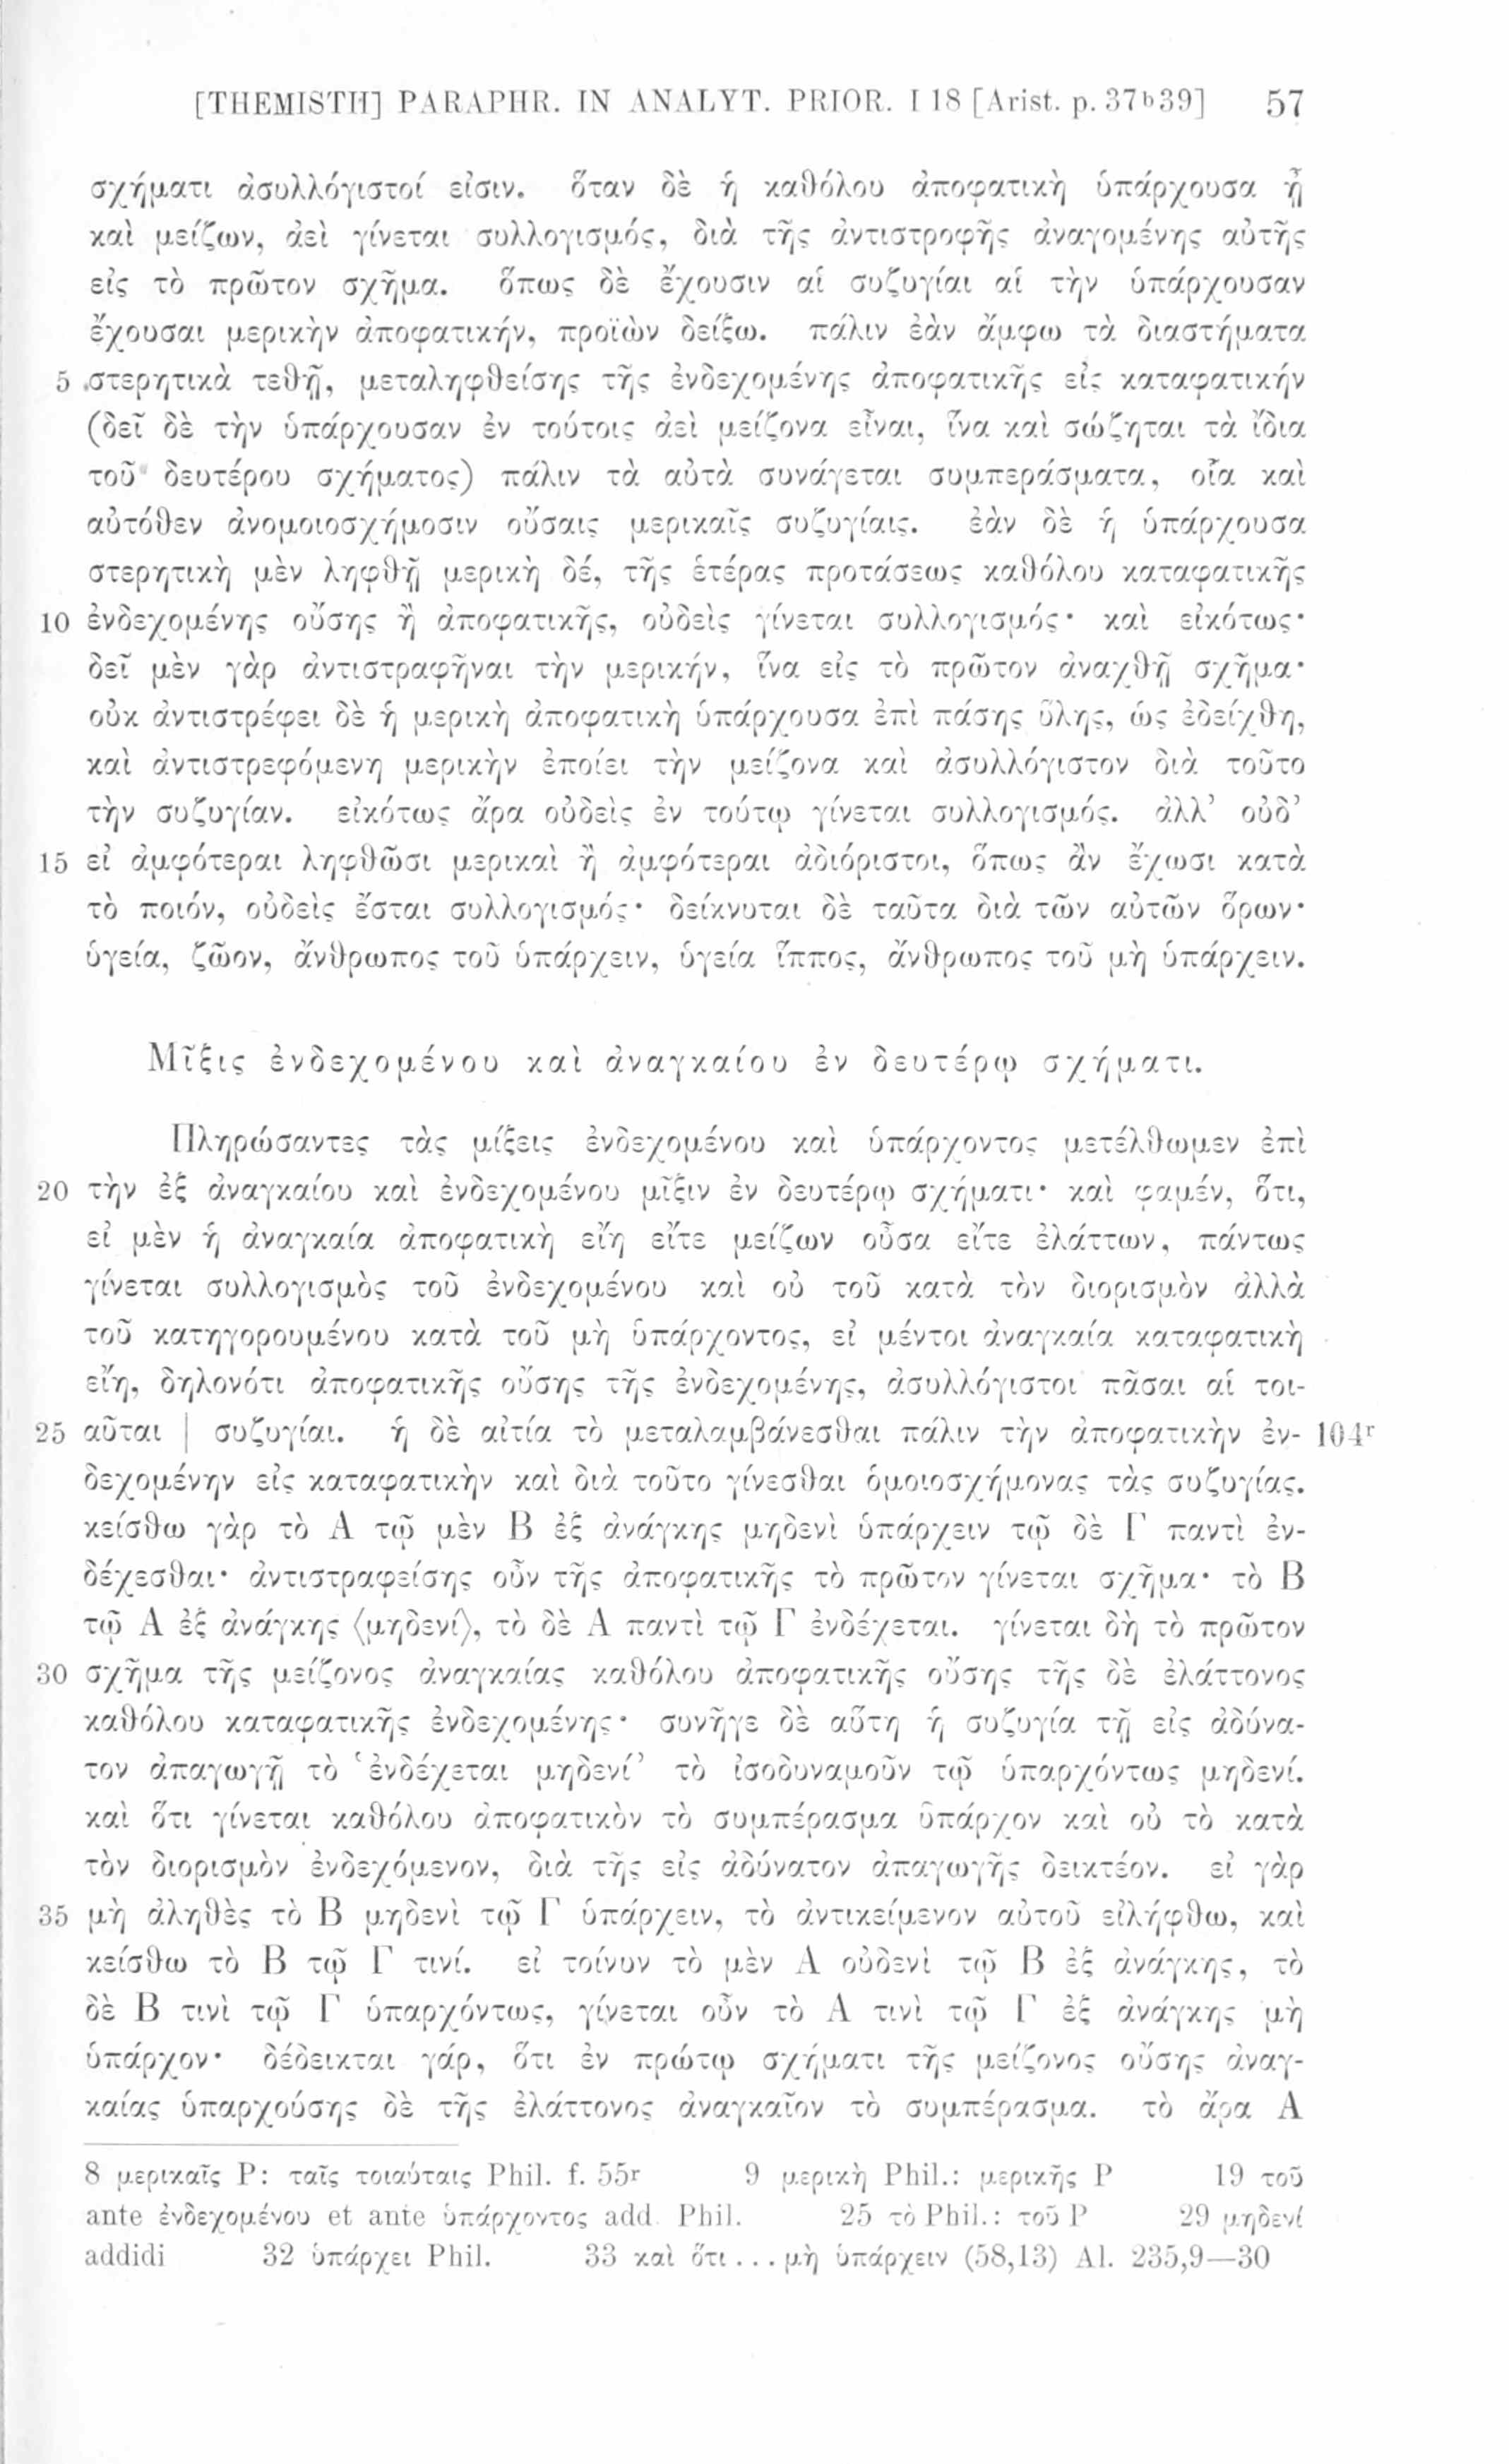 [THEMISTII] PARAPHR. IN ANALYT. PRIOR. I 18 [Arist. p. 37ᵇ39] 57
σχήματι ἀσυλλόγιστοί εἰσιν. ὅταν δὲ ἡ καθόλου ἀποφατικὴ ὑπάρχουσα ᾖ
καὶ μείζων, ἀεὶ γίνεται συλλογισμός, διὰ τῆς ἀντιστροφῆς ἀναγομένης αὐτῆς
εἰς τὸ πρῶτον σχῆμα. ὅπως δὲ ἔχουσιν αἱ συζυγίαι αἱ τὴν ὑπάρχουσαν
ἔχουσαι μερικὴν ἀποφατικήν, προϊὼν δείξω. πάλιν ἐὰν ἄμφω τὰ διαστήματα
5 στερητικὰ τεθῇ, μεταληφθείσης τῆς ἐνδεχομένης ἀποφατικῆς εἰς καταφατικήν
(δεῖ δὲ τὴν ὑπάρχουσαν ἐν τούτοις ἀεὶ μείζονα εἶναι, ἵνα καὶ σώζηται τὰ ἴδια
τοῦ δευτέρου σχήματος) πάλιν τὰ αὐτὰ συνάγεται συμπεράσματα, οἷα καὶ
αὐτόθεν ἀνομοιοσχήμοσιν οὔσαις μερικαῖς συζυγίαις. ἐὰν δὲ ἡ ὑπάρχουσα
στερητικὴ μὲν ληφθῇ μερικὴ δέ, τῆς ἑτέρας προτάσεως καθόλου καταφατικῆς
10 ἐνδεχομένης οὔσης ἢ ἀποφατικῆς, οὐδεὶς γίνεται συλλογισμός· καὶ εἰκότως·
δεῖ μὲν γὰρ ἀντιστραφῆναι τὴν μερικήν, ἵνα εἰς τὸ πρῶτον ἀναχθῇ σχῆμα·
οὐκ ἀντιστρέφει δὲ ἡ μερικὴ ἀποφατικὴ ὑπάρχουσα ἐπὶ πάσης ὕλης, ὡς ἐδείχθη,
καὶ ἀντιστρεφόμενη μερικὴν ἐποίει τὴν μείζονα καὶ ἀσυλλόγιστον διὰ τοῦτο
τὴν συζυγίαν. εἰκότως ἄρα οὐδεὶς ἐν τούτῳ γίνεται συλλογισμός. ἀλλ’ οὐδ’
15 εἰ ἀμφότεραι ληφθῶσι μερικαὶ ἢ ἀμφότεραι ἀδιόριστοι, ὅπως ἂν ἔχωσι κατὰ
τὸ ποιόν, οὐδεὶς ἔσται συλλογισμός· δείκνυται δὲ ταῦτα διὰ τῶν αὐτῶν ὅρων·
ὑγεία, ζῶον, ἄνθρωπος τοῦ ὑπάρχειν, ὑγεία ἵππος, ἄνθρωπος τοῦ μὴ ὑπάρχειν.
Μῖξις ἐνδεχομένου καὶ ἀναγκαίου ἐν δευτέρῳ σχήματι.
Πληρώσαντες τὰς μίξεις ἐνδεχομένου καὶ ὑπάρχοντος μετέλθωμεν ἐπὶ
20 τὴν ἐξ ἀναγκαίου καὶ ἐνδεχομένου μῖξιν ἐν δευτέρῳ σχήματι· καὶ φαμέν, ὅτι,
εἰ μὲν ἡ ἀναγκαία ἀποφατικὴ εἴη εἴτε μείζων οὖσα εἴτε ἐλάττων, πάντως
γίνεται συλλογισμὸς τοῦ ἐνδεχομένου καὶ οὐ τοῦ κατὰ τὸν διορισμὸν ἀλλὰ
τοῦ κατηγορουμένου κατὰ τοῦ μὴ ὑπάρχοντος, εἰ μέντοι ἀναγκαία καταφατικὴ
εἴη, δηλονότι ἀποφατικῆς οὔσης τῆς ἐνδεχομένης, ἀσυλλόγιστοι πᾶσαι αἱ τοι-
25 αῦται | συζυγίαι. ἡ δὲ αἰτία τὸ μεταλαμβάνεσθαι πάλιν τὴν ἀποφατικὴν ἐν- 104ʳ
δεχομένην εἰς καταφατικὴν καὶ διὰ τοῦτο γίνεσθαι ὁμοιοσχήμονας τὰς συζυγίας.
κείσθω γὰρ τὸ Α τῷ μὲν Β ἐξ ἀνάγκης μηδενὶ ὑπάρχειν τῷ δὲ Γ παντὶ ἐν-
δέχεσθαι· ἀντιστραφείσης οὖν τῆς ἀποφατικῆς τὸ πρῶτον γίνεται σχῆμα· τὸ Β
τῷ Α ἐξ ἀνάγκης ⟨μηδενί⟩, τὸ δὲ Α παντὶ τῷ Γ ἐνδέχεται. γίνεται δὴ τὸ πρῶτον
30 σχῆμα τῆς μείζονος ἀναγκαίας καθόλου ἀποφατικῆς οὔσης τῆς δὲ ἐλάττονος
καθόλου καταφατικῆς ἐνδεχομένης· συνῆγε δὲ αὕτη ἡ συζυγία τῇ εἰς ἀδύνα-
τον ἀπαγωγῇ τὸ ‘ἐνδέχεται μηδενί’ τὸ ἰσοδυναμοῦν τῷ ὑπαρχόντως μηδενί.
καὶ ὅτι γίνεται καθόλου ἀποφατικὸν τὸ συμπέρασμα ὑπάρχον καὶ οὐ τὸ κατὰ
τὸν διορισμὸν ἐνδεχόμενον, διὰ τῆς εἰς ἀδύνατον ἀπαγωγῆς δεικτέον. εἰ γὰρ
35 μὴ ἀληθὲς τὸ Β μηδενὶ τῷ Γ ὑπάρχειν, τὸ ἀντικείμενον αὐτοῦ εἰλήφθω, καὶ
κείσθω τὸ Β τῷ Γ τινί. εἰ τοίνυν τὸ μὲν Α οὐδενὶ τῷ Β ἐξ ἀνάγκης, τὸ
δὲ Β τινὶ τῷ Γ ὑπαρχόντως, γίνεται οὖν τὸ Α τινὶ τῷ Γ ἐξ ἀνάγκης μὴ
ὑπάρχον· δέδεικται γάρ, ὅτι ἐν πρώτῳ σχήματι τῆς μείζονος οὔσης ἀναγ-
καίας ὑπαρχούσης δὲ τῆς ἐλάττονος ἀναγκαῖον τὸ συμπέρασμα. τὸ ἄρα Α
8 μερικαῖς P: ταῖς τοιαύταις Phil. f. 55r 9 μερικὴ Phil.: μερικῆς P 19 τοῦ
ante ἐνδεχομένου et ante ὑπάρχοντος add. Phil. 25 τὸ Phil.: τοῦ P 29 μηδενί
addidi 32 ὑπάρχει Phil. 33 καὶ ὅτι ... μὴ ὑπάρχειν (58,13) Al. 235,9—30